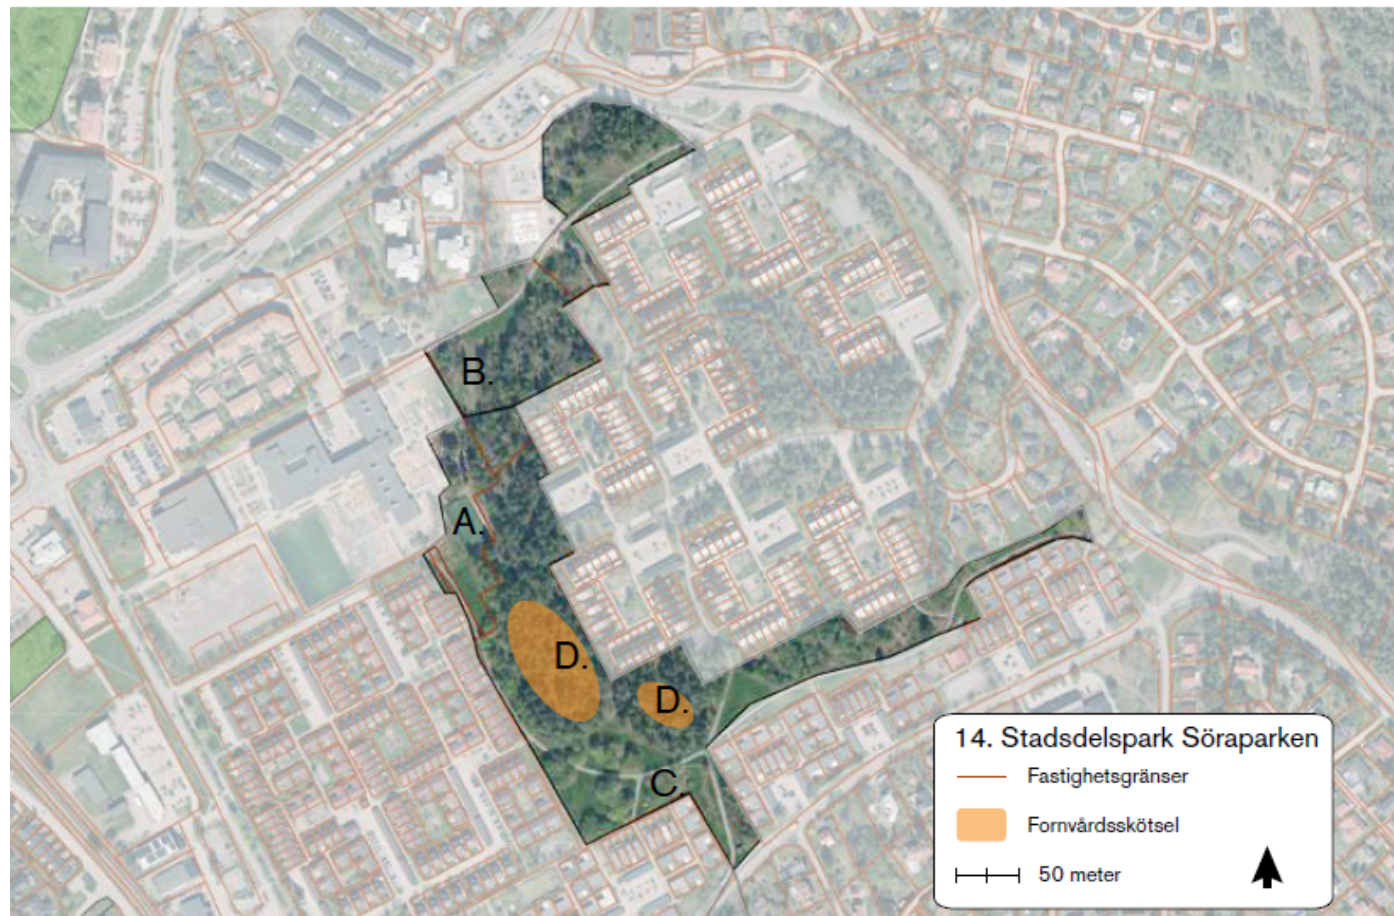 B.
A.
D.
D.
C.
14. Stadsdelspark Söraparken
Fastighetsgränser
Fornvårdsskötsel
50 meter